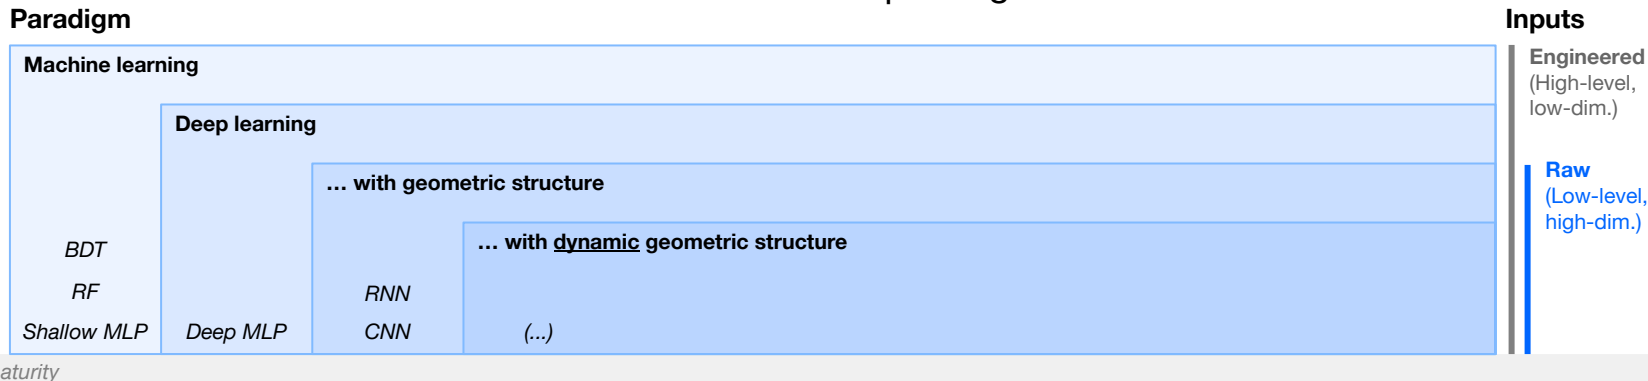 Paradigm
Inputs
Machine learning
Engineered
(High-level,
low-dim.)
Deep learning
Raw
(Low-level,
high-dim.)
… with geometric structure
… with dynamic geometric structure
BDT
RF
RNN
Shallow MLP
Deep MLP
CNN
(...)
aturity